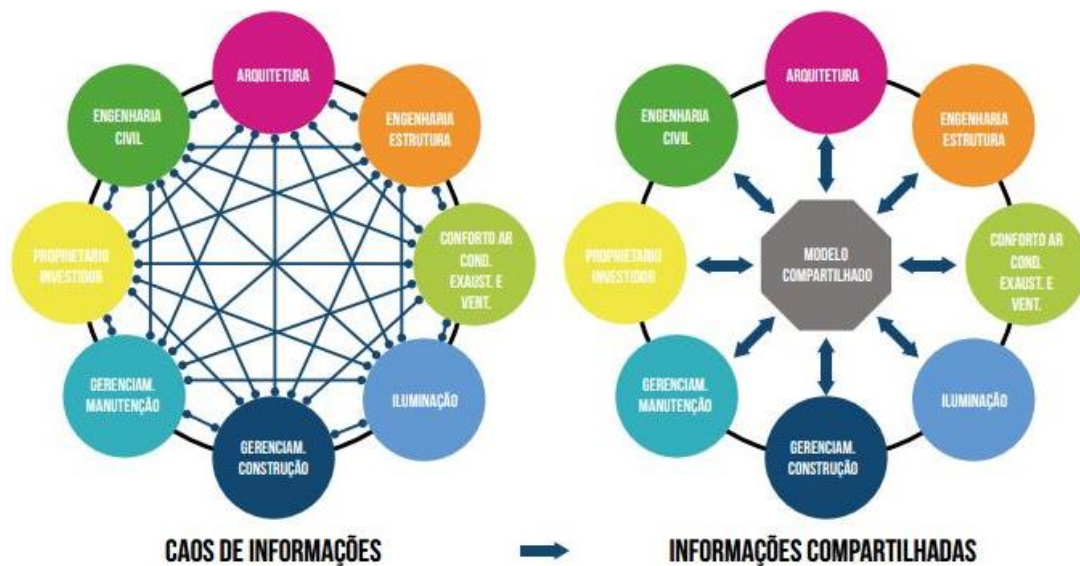 ARQUITETURA
ENGENHARIA
CIVIL
ENGENHARIA
ESTRUTURA
PROPRIETARIO
INVESTIDOR
CONFORTO AR
COND.
EXAUST. E
VENT.
GERENCIAM.
MANUTENÇÃO
ILUMINAÇÃO
GERENCIAM.
CONSTRUÇÃO
CAOS DE INFORMAÇÕES
ARQUITETURA
ENGENHARIA
CIVIL
ENGENHARIA
ESTRUTURA
PROPRIETARIO
INVESTIDOR
MODELO
COMPARTILHADO
CONFORTO AR
COND.
EXAUST. E
VENT.
GERENCIAM.
MANUTENÇÃO
ILUMINAÇÃO
GERENCIAM.
CONSTRUÇÃO
INFORMAÇÕES COMPARTILHADAS